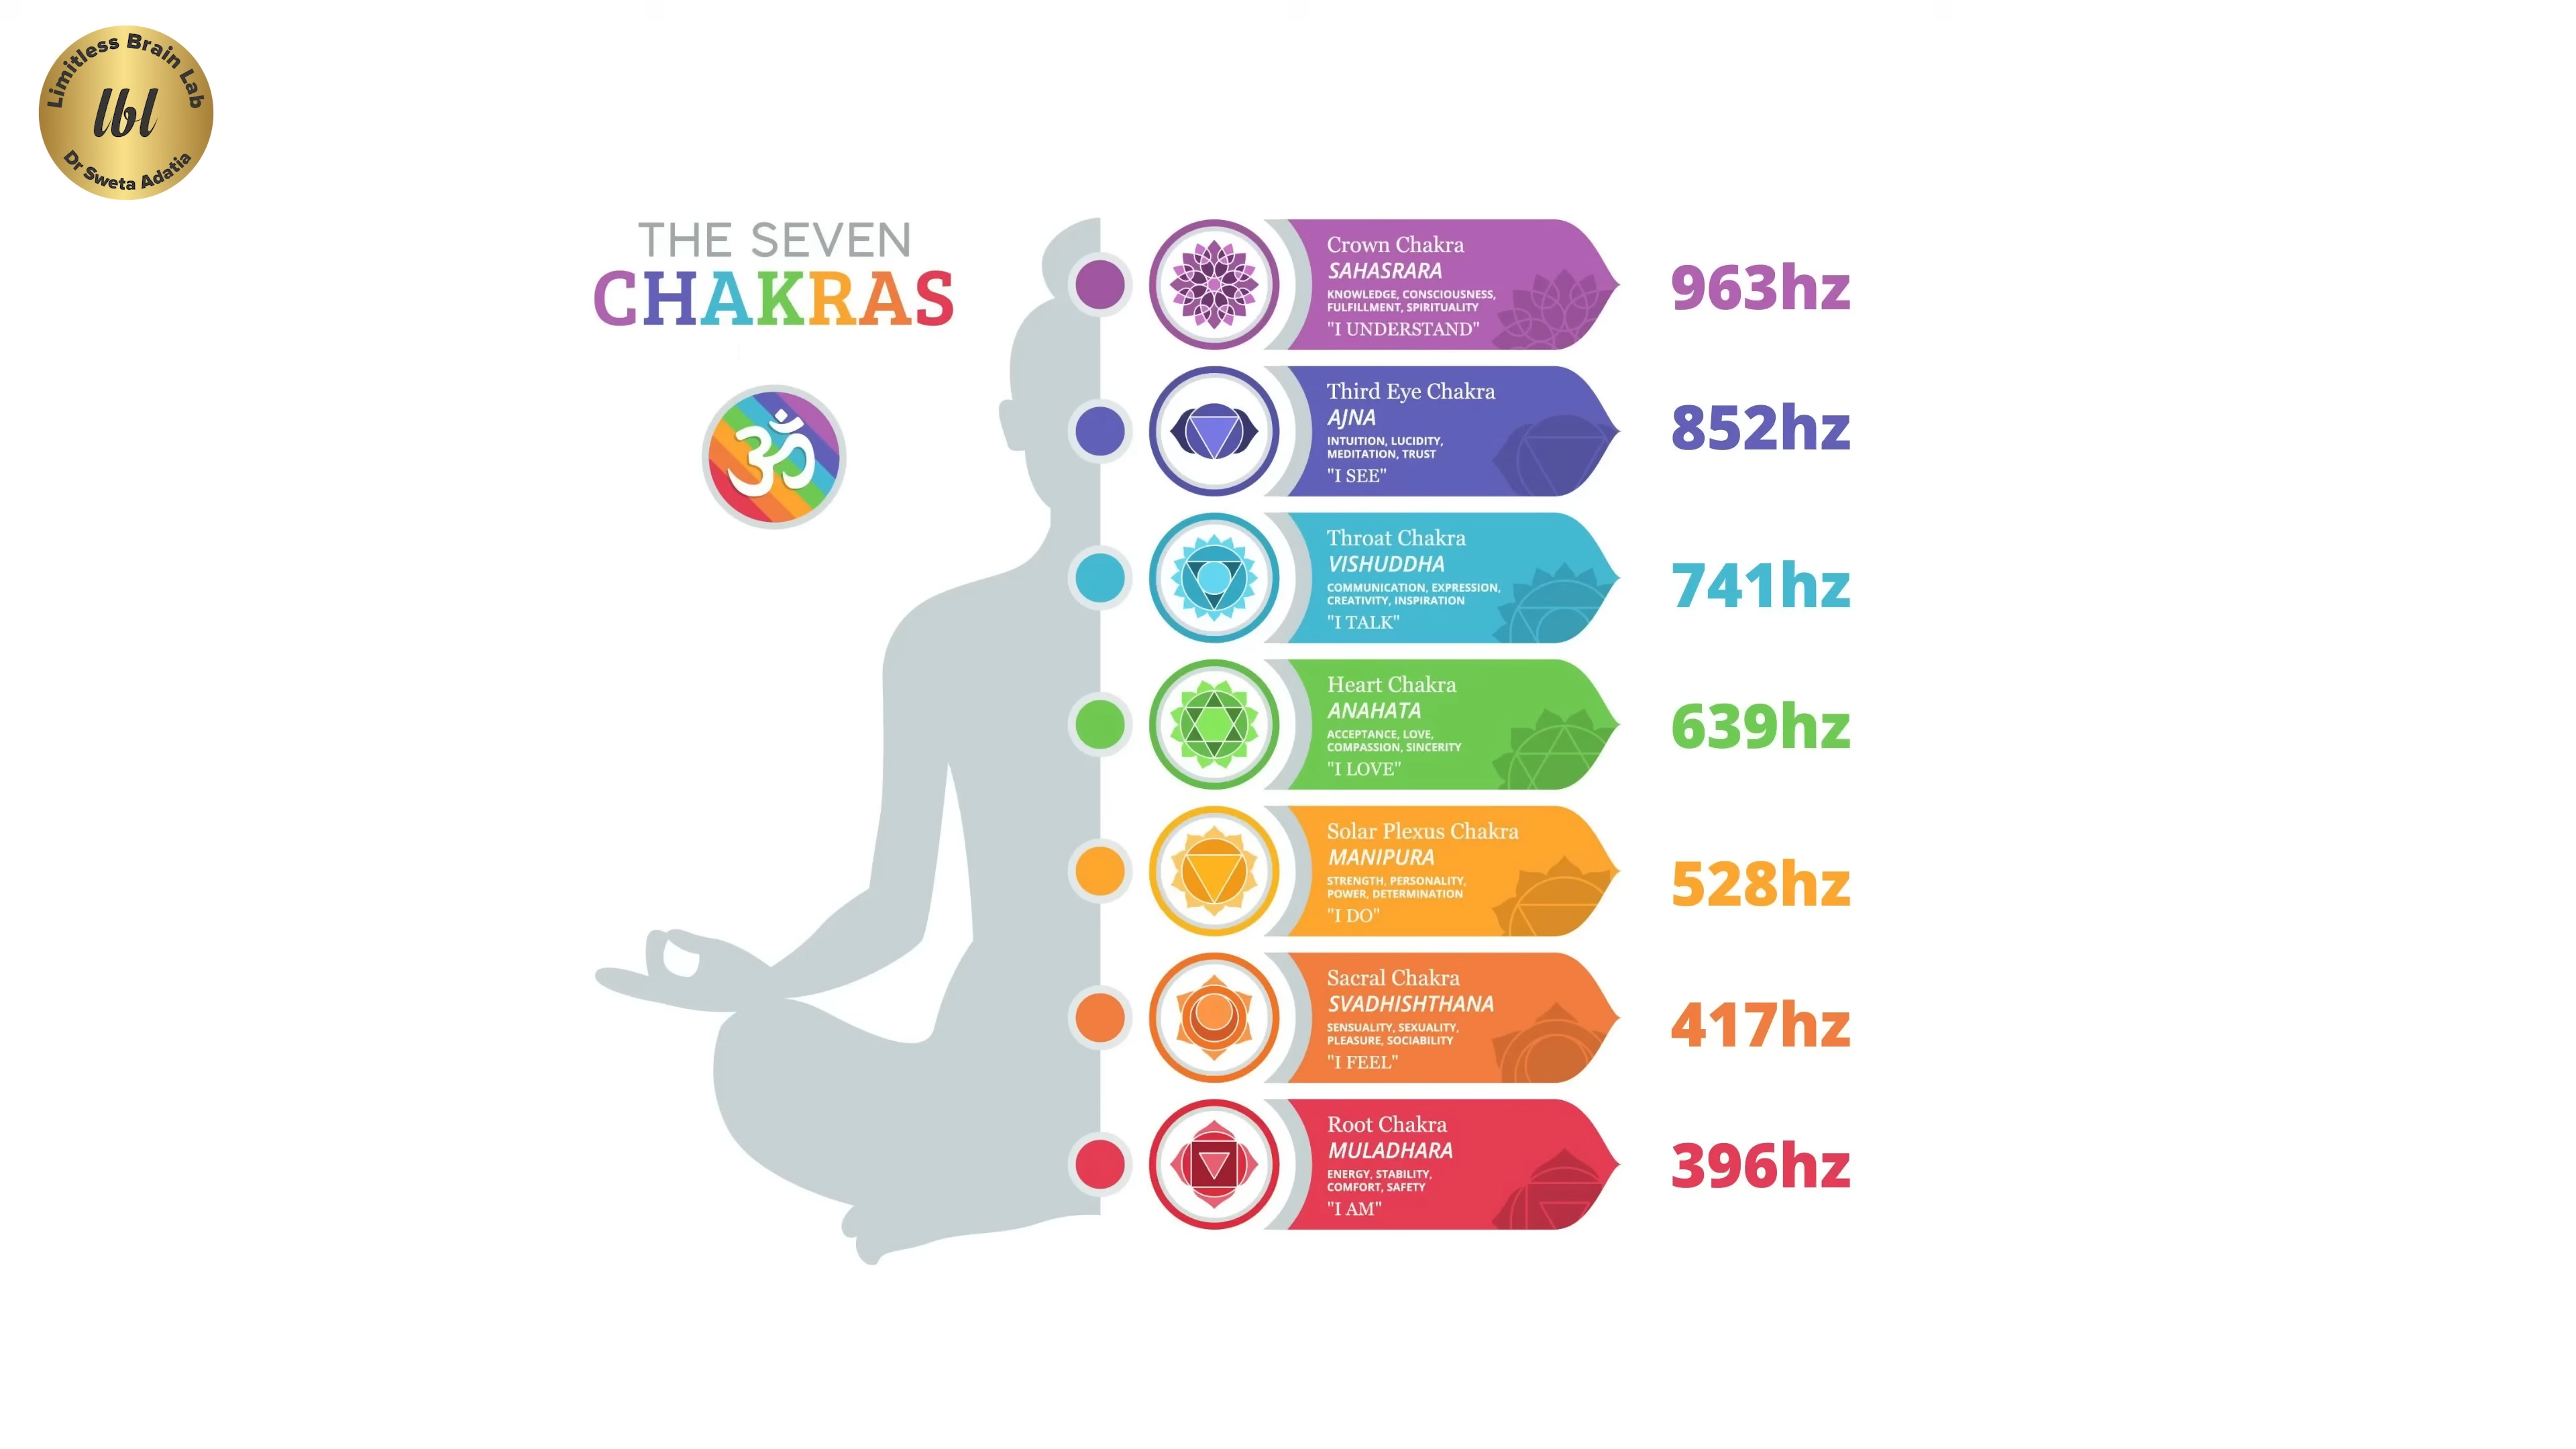 Limitless Brain Lab
lbl
Dr Sweta Adatia
THE SEVEN
CHAKRAS
ॐ
Crown Chakra
SAHASRARA
KNOWLEDGE, CONSCIOUSNESS,
FULFILLMENT, SPIRITUALITY
"I UNDERSTAND"
963hz
Third Eye Chakra
AJNA
INTUITION, LUCIDITY,
MEDITATION, TRUST
"I SEE"
852hz
Throat Chakra
VISHUDDHA
COMMUNICATION, EXPRESSION,
CREATIVITY, INSPIRATION
"I TALK"
741hz
Heart Chakra
ANAHATA
ACCEPTANCE, LOVE,
COMPASSION, SINCERITY
"I LOVE"
639hz
Solar Plexus Chakra
MANIPURA
STRENGTH, PERSONALITY,
POWER, DETERMINATION
"I DO"
528hz
Sacral Chakra
SVADHISHTHANA
SENSUALITY, SEXUALITY,
PLEASURE, SOCIABILITY
"I FEEL"
417hz
Root Chakra
MULADHARA
ENERGY, STABILITY,
COMFORT, SAFETY
"I AM"
396hz